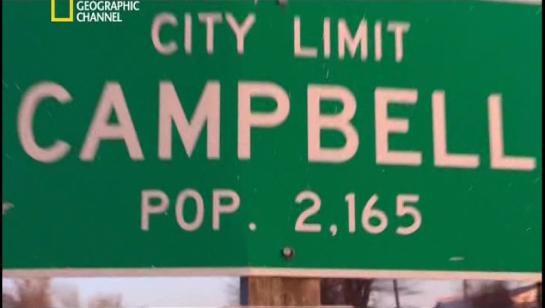 GEOGRAPHIC
CHANNEL
CITY LIMIT
CAMPBELL
POP. 2,165